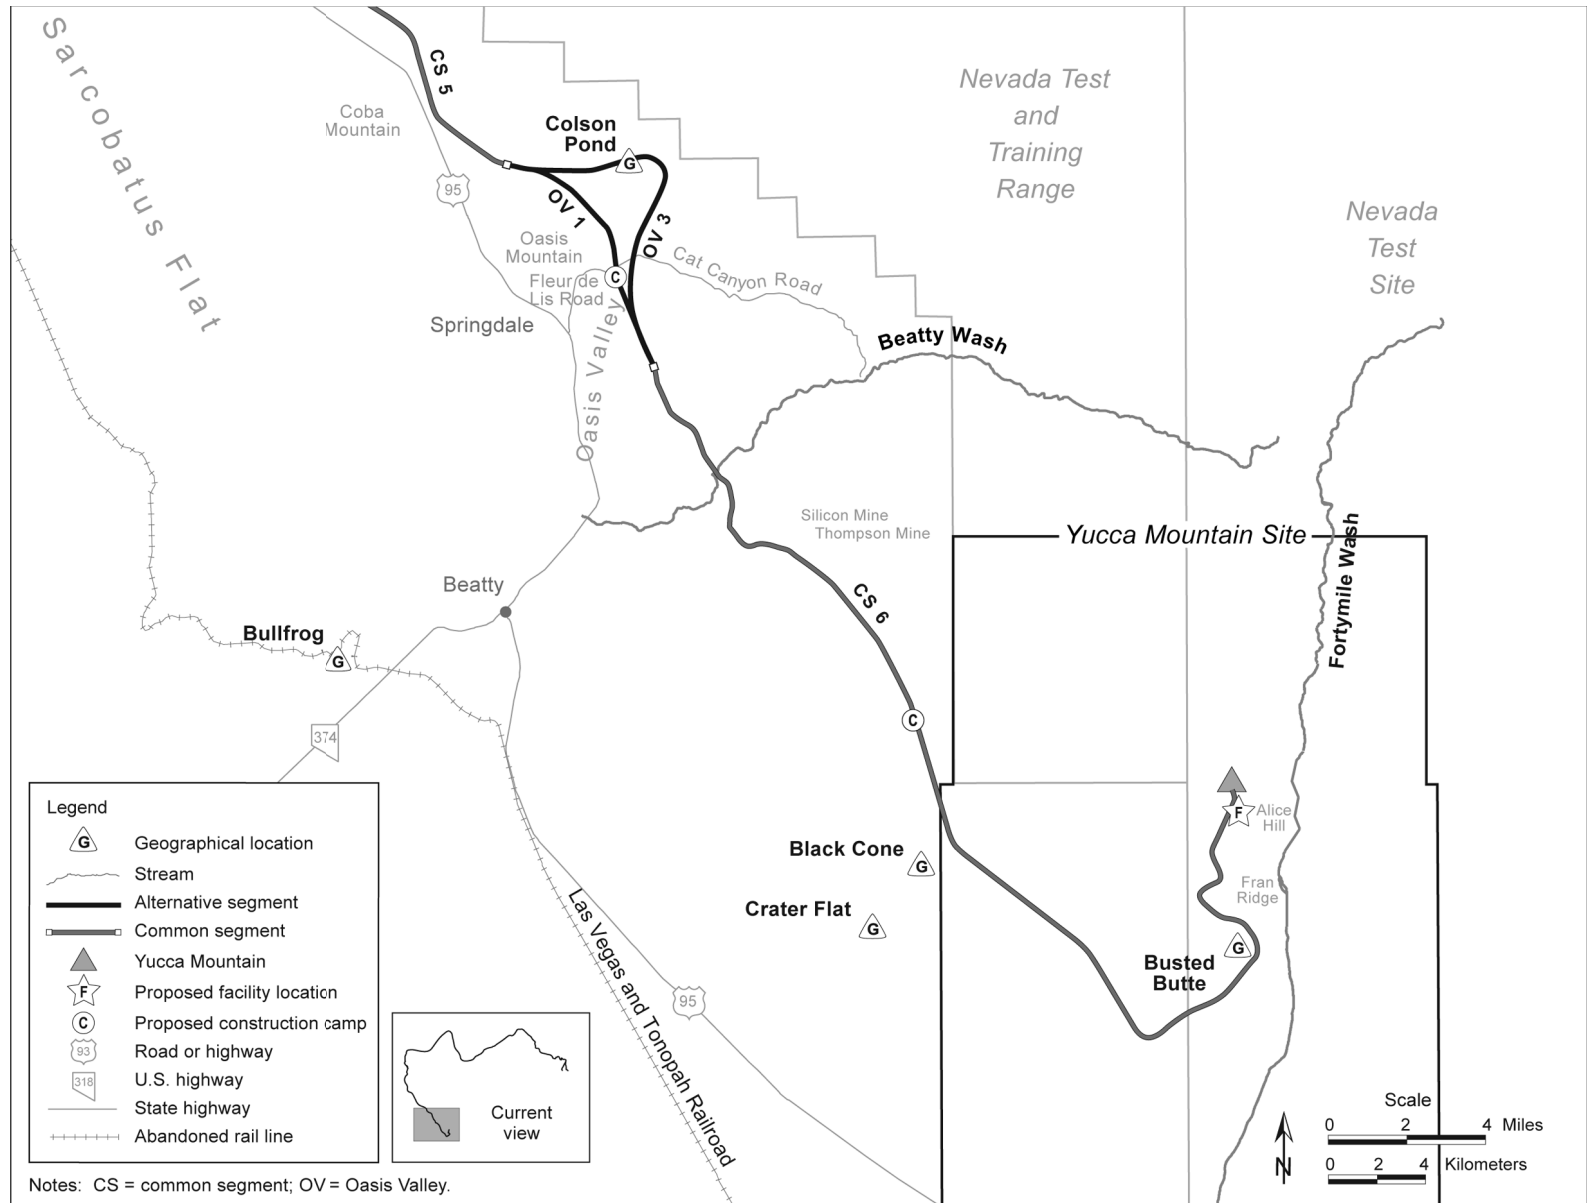 Sarcobatus Flat
CS 5
Coba
Mountain
95
Colson
Pond
G
OV 1
OV 3
Oasis
Mountain
C
Fleur de
Lis Road
Cat Canyon Road
Springdale
Oasis Valley
Nevada Test
and
Training
Range
Nevada
Test
Site
Beatty Wash
Silicon Mine
Thompson Mine
Yucca Mountain Site
Fortymile Wash
Beatty
CS 6
Bullfrog
G
374
C
F
Alice
Hill
Black Cone
G
Fran
Ridge
Crater Flat
G
G
Busted
Butte
Las Vegas and Tonopah Railroad
95
Legend
G Geographical location
Stream
Alternative segment
Common segment
Yucca Mountain
F Proposed facility location
C Proposed construction camp
93 Road or highway
318 U.S. highway
State highway
Abandoned rail line
Current
view
N
Scale
0 2 4 Miles
0 2 4 Kilometers
Notes: CS = common segment; OV = Oasis Valley.